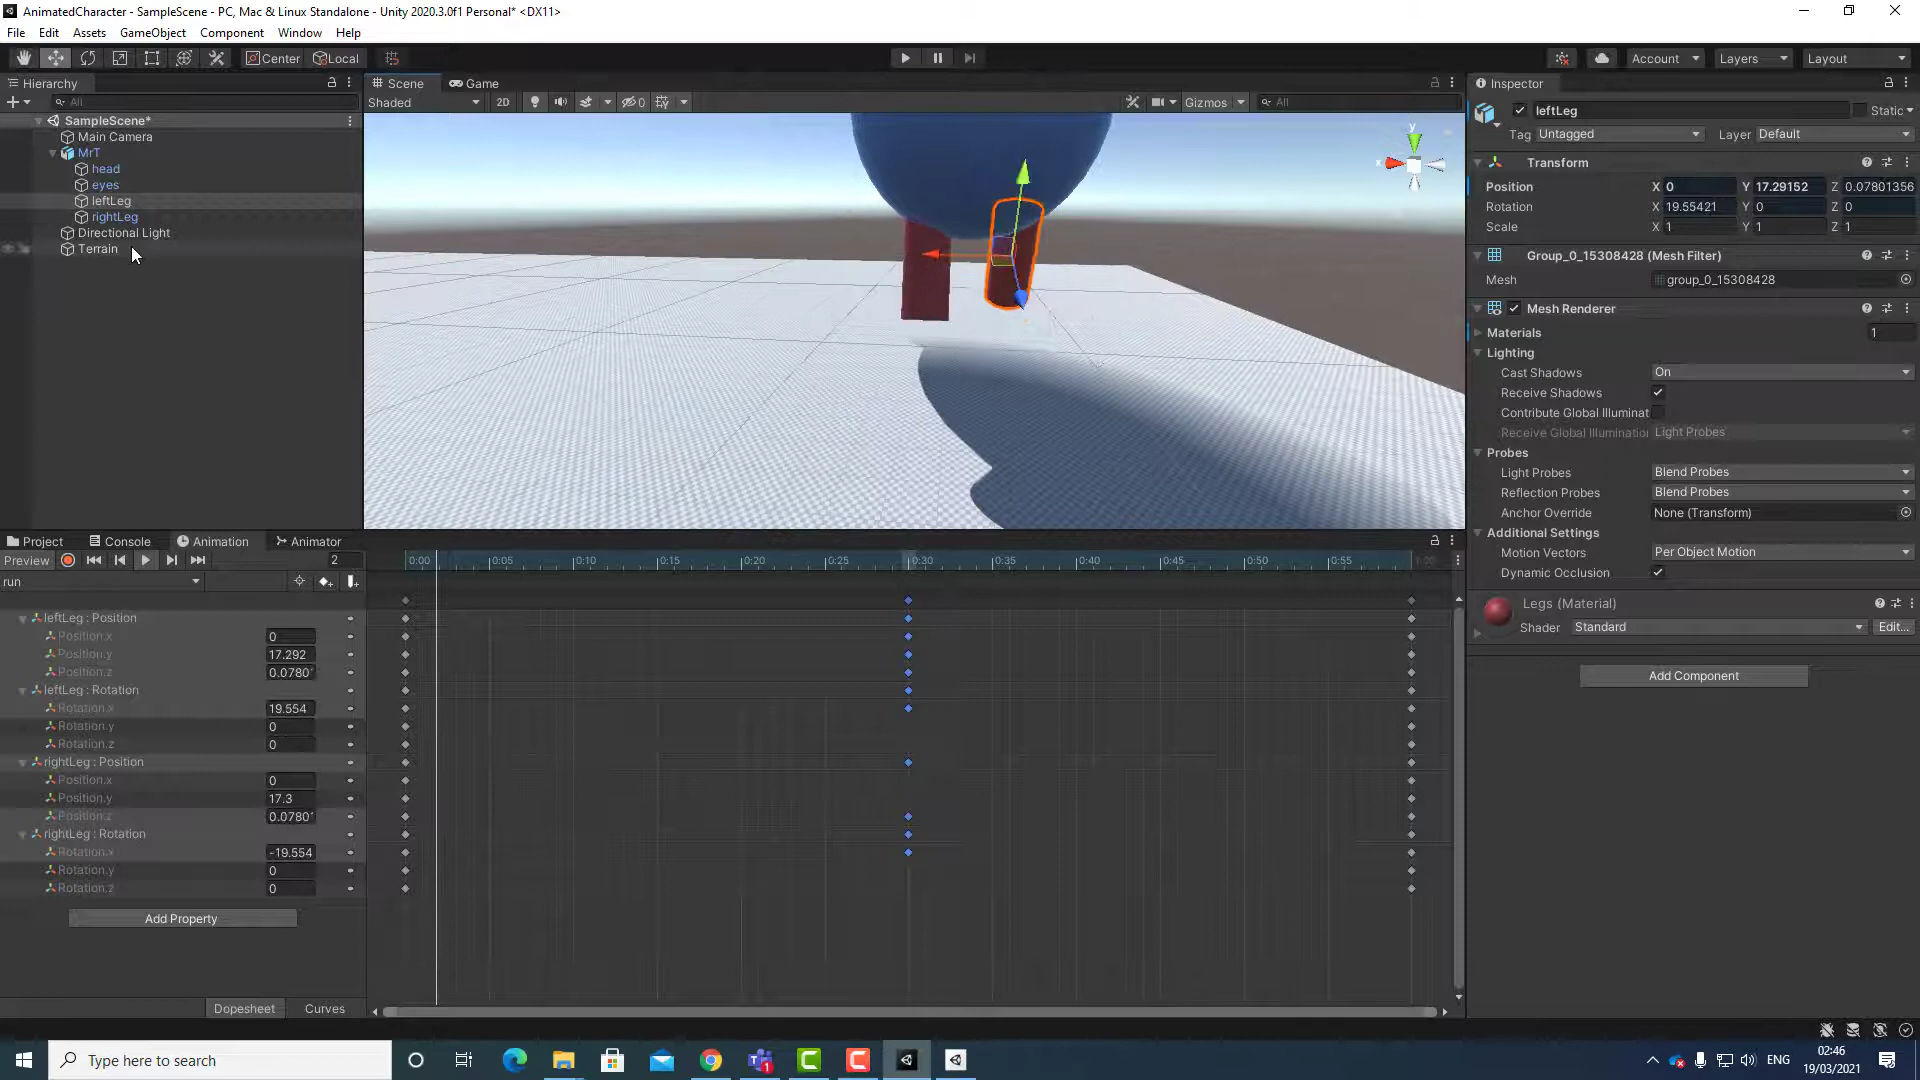 AnimatedCharacter - SampleScene - PC, Mac & Linux Standalone - Unity 2020.3.0f1 Personal* <DX11>
File Edit Assets GameObject Component Window Help
Center Local Account Layers Layout
Hierarchy Scene Game Inspector
All Shaded 2D 0 Gizmos All leftLeg Static
SampleScene* Tag Untagged Layer Default
Main Camera
MrT
head
eyes
leftLeg
rightLeg
Directional Light
Terrain
y
x
Transform
Position X 0 Y 17.29152 Z 0.07801356
Rotation X 19.55421 Y 0 Z 0
Scale X 1 Y 1 Z 1
Group_0_15308428 (Mesh Filter)
Mesh group_0_15308428
Mesh Renderer
Materials 1
Lighting
Cast Shadows On
Receive Shadows
Contribute Global Illuminat
Receive Global Illumination Light Probes
Probes
Light Probes Blend Probes
Reflection Probes Blend Probes
Anchor Override None (Transform)
Additional Settings
Motion Vectors Per Object Motion
Dynamic Occlusion
Legs (Material)
Shader Standard Edit...
Add Component
Project Console Animation Animator
Preview 2 0:00 0:05 0:10 0:15 0:20 0:25 0:30 0:35 0:40 0:45 0:50 0:55 1:00
run
leftLeg : Position
Position.x 0
Position.y 17.292
Position.z 0.0780
leftLeg : Rotation
Rotation.x 19.554
Rotation.y 0
Rotation.z 0
rightLeg : Position
Position.x 0
Position.y 17.3
Position.z 0.0780
rightLeg : Rotation
Rotation.x -19.554
Rotation.y 0
Rotation.z 0
Add Property
Dopesheet Curves
Type here to search
1
ENG
02:46
19/03/2021